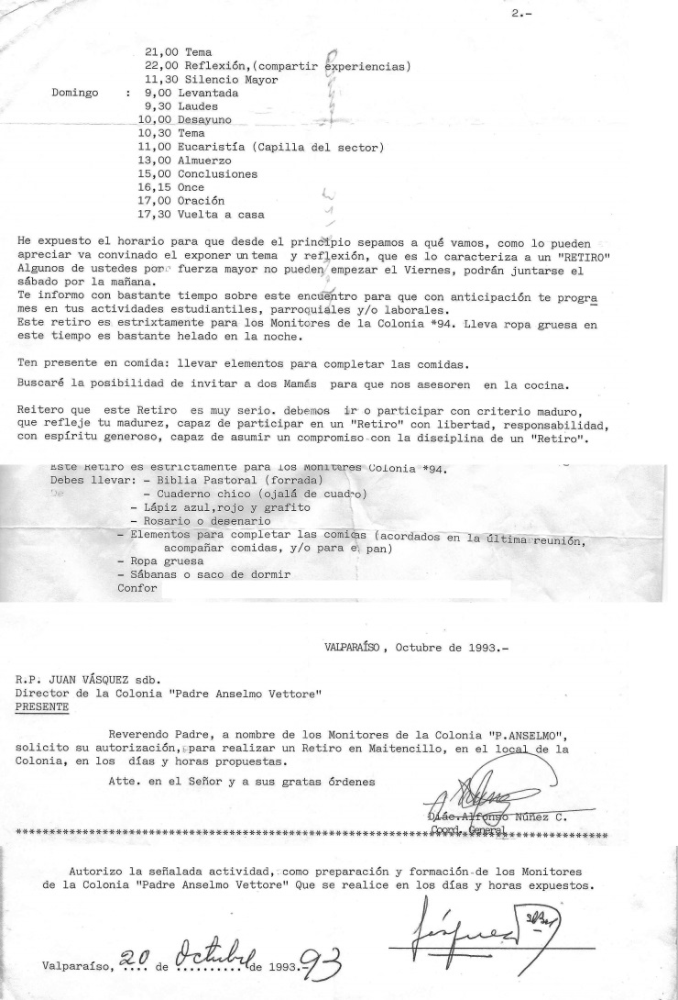 2.-
21,00 Tema
22,00 Reflexión,(compartir experiencias)
11,30 Silencio Mayor
Domingo : 9,00 Levantada
9,30 Laudes
10,00 Desayuno
10,30 Tema
11,00 Eucaristía (Capilla del sector)
13,00 Almuerzo
15,00 Conclusiones
16,15 Once
17,00 Oración
17,30 Vuelta a casa
He expuesto el horario para que desde el principio sepamos a qué vamos, como lo pueden
apreciar va convinado el exponer un tema y reflexión, que es lo caracteriza a un "RETIRO"
Algunos de ustedes por fuerza mayor no pueden empezar el Viernes, podrán juntarse el
sábado por la mañana.
Te informo con bastante tiempo sobre este encuentro para que con anticipación te progra
mes en tus actividades estudiantiles, parroquiales y/o laborales.
Este retiro es estrixtamente para los Monitores de la Colonia *94. Lleva ropa gruesa en
este tiempo es bastante helado en la noche.
Ten presente en comida: llevar elementos para completar las comidas.
Buscaré la posibilidad de invitar a dos Mamás para que nos asesoren en la cocina.
Reitero que este Retiro es muy serio. debemos ir o participar con criterio maduro,
que refleje tu madurez, capaz de participar en un "Retiro" con libertad, responsabilidad,
con espíritu generoso, capaz de asumir un compromiso con la disciplina de un "Retiro".
Este Retiro es estrictamente para los Monitores Colonia *94.
Debes llevar: - Biblia Pastoral (forrada)
- Cuaderno chico (ojalá de cuadro)
- Lápiz azul,rojo y grafito
- Rosario o desenario
- Elementos para completar las comidas (acordados en la última reunión,
acompañar comidas, y/o para el pan)
- Ropa gruesa
- Sábanas o saco de dormir
Confor
VALPARAÍSO, Octubre de 1993.-
R.P. JUAN VÁSQUEZ sdb.
Director de la Colonia "Padre Anselmo Vettore"
PRESENTE
Reverendo Padre, a nombre de los Monitores de la Colonia "P.ANSELMO",
solicito su autorización, para realizar un Retiro en Maitencillo, en el local de la
Colonia, en los días y horas propuestas.
Atte. en el Señor y a sus gratas órdenes
Diác.Alfonso Núñez C.
Coord. General
Autorizo la señalada actividad, como preparación y formación de los Monitores
de la Colonia "Padre Anselmo Vettore" Que se realice en los días y horas expuestos.
Valparaíso, 20 de Octubre de 1993.- 93